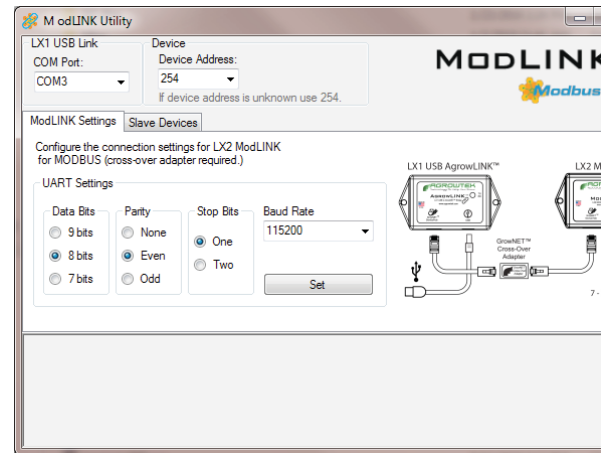 M odLINK Utility
LX1 USB Link
COM Port:
COM3
Device
Device Address:
254
If device address is unknown use 254.
MODLINK
Modbus
ModLINK Settings
Slave Devices
Configure the connection settings for LX2 ModLINK
for MODBUS (cross-over adapter required.)
UART Settings
Data Bits
9 bits
8 bits
7 bits
Parity
None
Even
Odd
Stop Bits
One
Two
Baud Rate
115200
Set
LX1 USB AgrowLINK™
LX2 M
AGROWTEK
AGROWLINK
GrowNET™
Cross-Over
Adapter
7 -